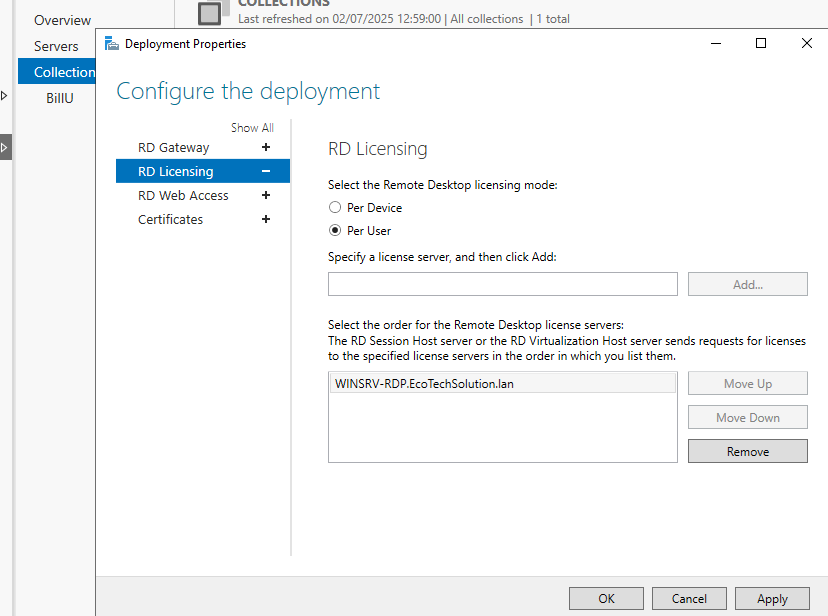 COLLECTIONS
Last refreshed on 02/07/2025 12:59:00 | All collections | 1 total
Overview
Servers
Collection
BillU
Deployment Properties
Configure the deployment
Show All
RD Gateway +
RD Licensing −
RD Web Access +
Certificates +
RD Licensing
Select the Remote Desktop licensing mode:
Per Device
Per User
Specify a license server, and then click Add:
Add...
Select the order for the Remote Desktop license servers:
The RD Session Host server or the RD Virtualization Host server sends requests for licenses
to the specified license servers in the order in which you list them.
WINSRV-RDP.EcoTechSolution.lan
Move Up
Move Down
Remove
OK
Cancel
Apply